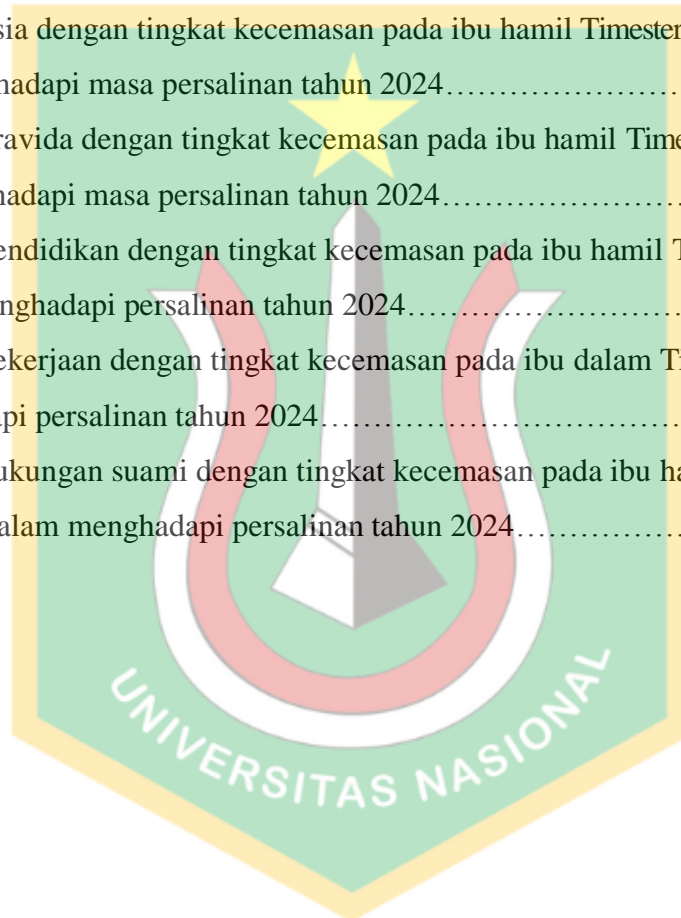 sia dengan tingkat kecemasan pada ibu hamil Timester
hadapi masa persalinan tahun 2024……………………
ravida dengan tingkat kecemasan pada ibu hamil Time
hadapi masa persalinan tahun 2024……………………
endidikan dengan tingkat kecemasan pada ibu hamil T
nghadapi persalinan tahun 2024………………………
ekerjaan dengan tingkat kecemasan pada ibu dalam Ti
api persalinan tahun 2024………………………………
ukungan suami dengan tingkat kecemasan pada ibu ha
alam menghadapi persalinan tahun 2024………………
UNIVERSITAS NASIONAL